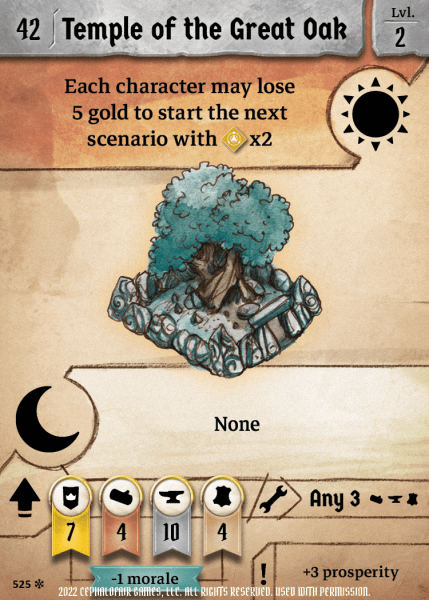 42 Temple of the Great Oak
Lvl.
2
Each character may lose
5 gold to start the next
scenario with x2
None
7 4 10 4
Any 3
-1 morale
! +3 prosperity
525
2022 CEPHALOFAIR GAMES, LLC. ALL RIGHTS RESERVED. USED WITH PERMISSION.